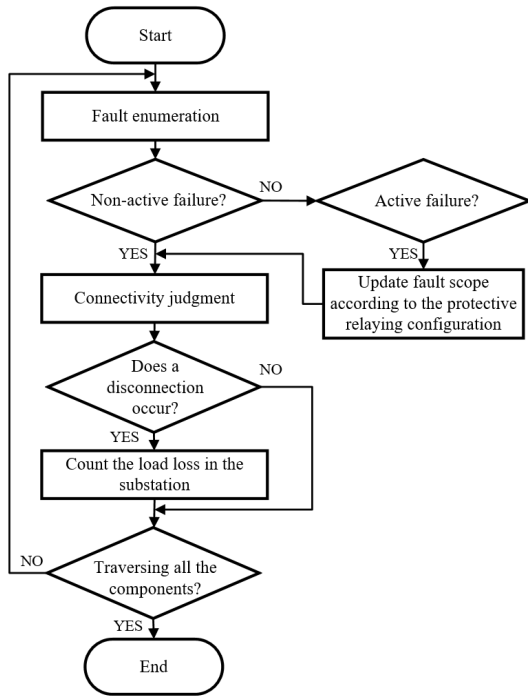 Start
Fault enumeration
Non-active failure?
NO
Active failure?
YES
YES
Update fault scope
according to the protective
relaying configuration
Connectivity judgment
Does a
disconnection
occur?
NO
YES
Count the load loss in the
substation
NO
Traversing all the
components?
YES
End